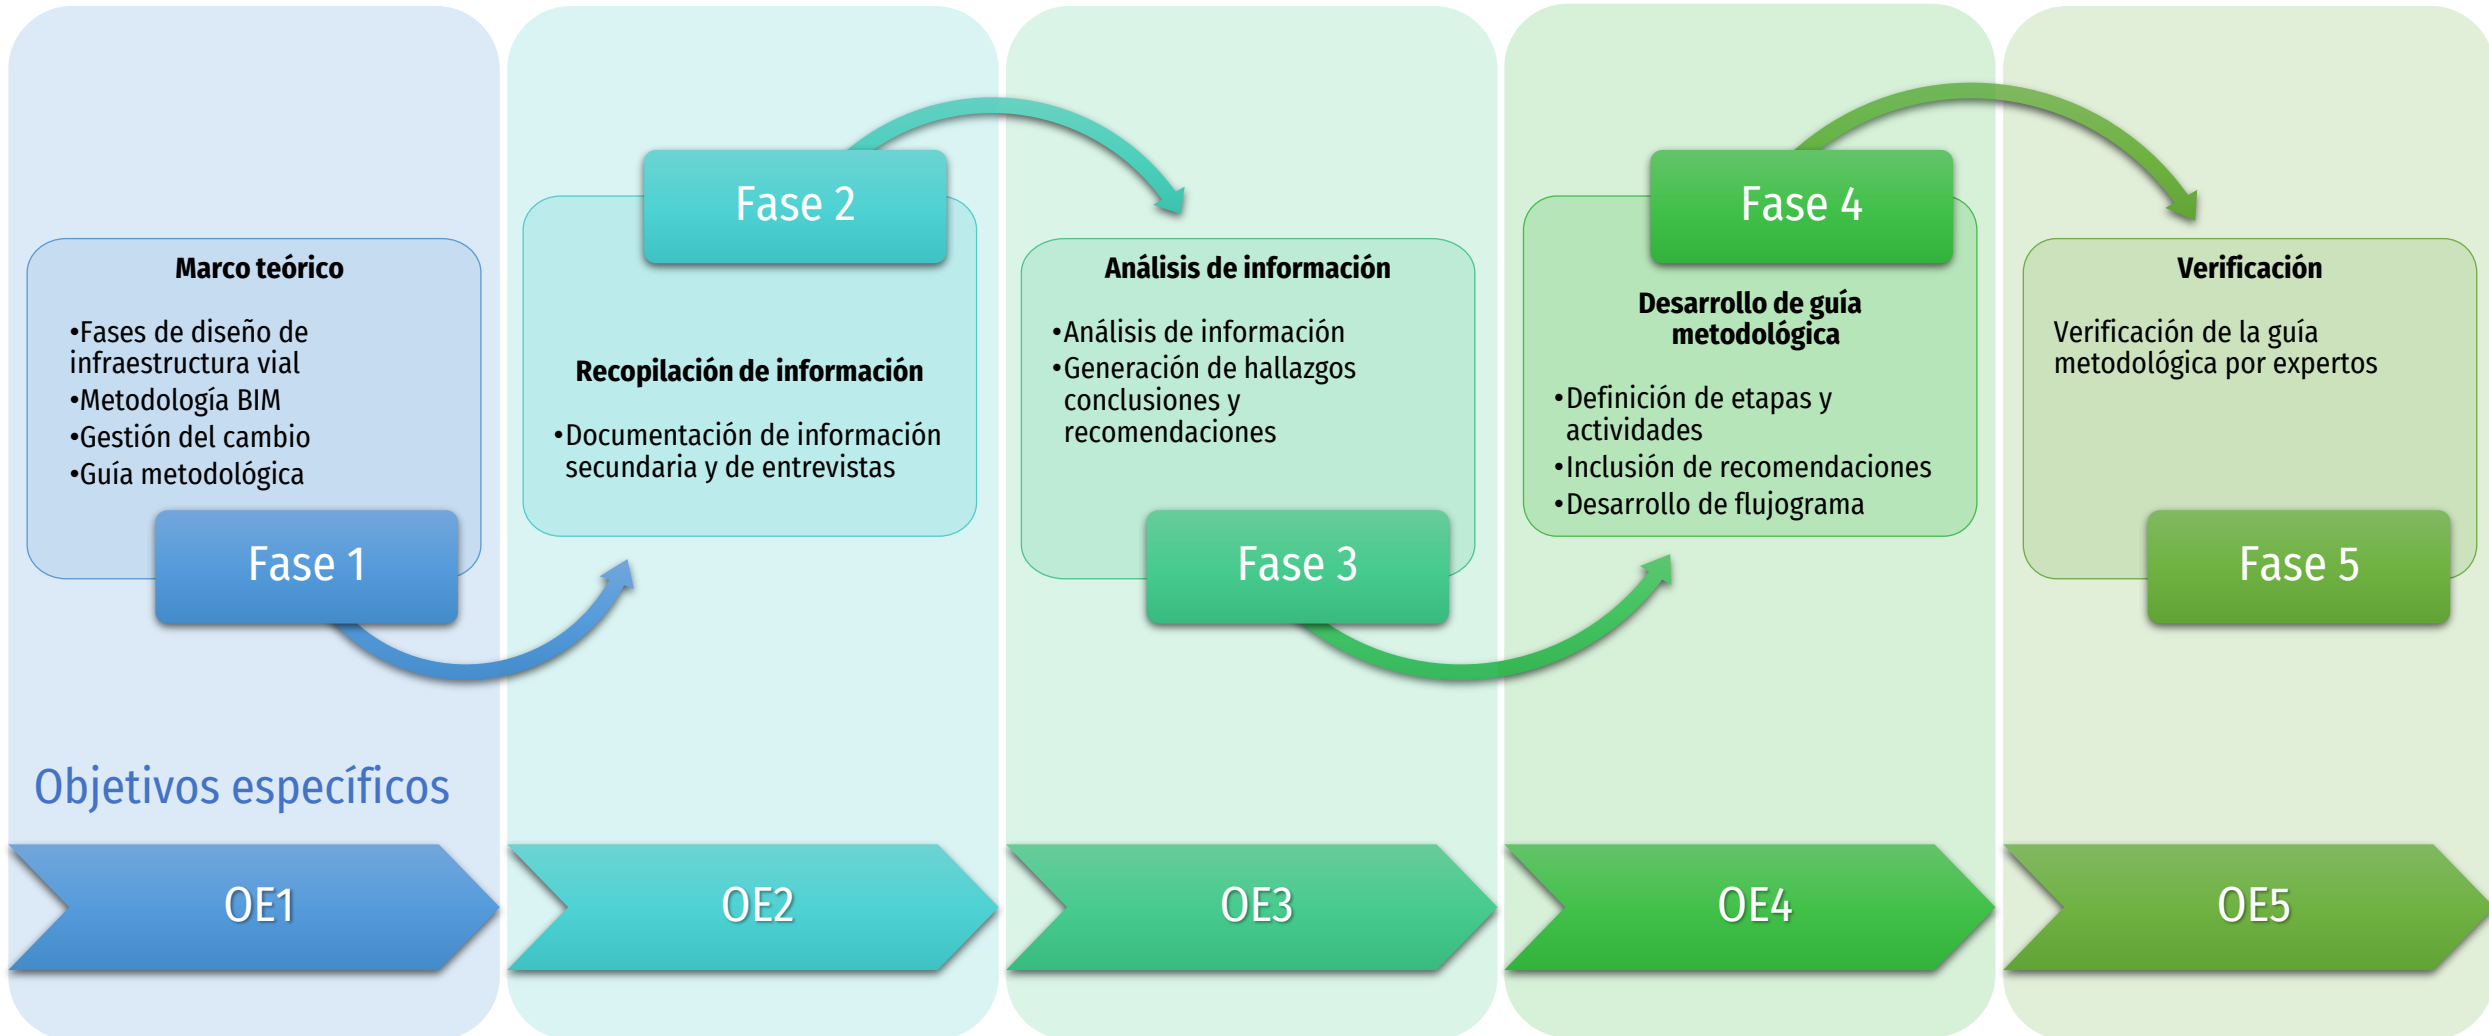 Marco teórico
•Fases de diseño de
infraestructura vial
•Metodología BIM
•Gestión del cambio
•Guía metodológica
Fase 1
Fase 2
Recopilación de información
•Documentación de información
secundaria y de entrevistas
Análisis de información
•Análisis de información
•Generación de hallazgos
conclusiones y
recomendaciones
Fase 3
Fase 4
Desarrollo de guía
metodológica
•Definición de etapas y
actividades
•Inclusión de recomendaciones
•Desarrollo de flujograma
Verificación
Verificación de la guía
metodológica por expertos
Fase 5
Objetivos específicos
OE1
OE2
OE3
OE4
OE5